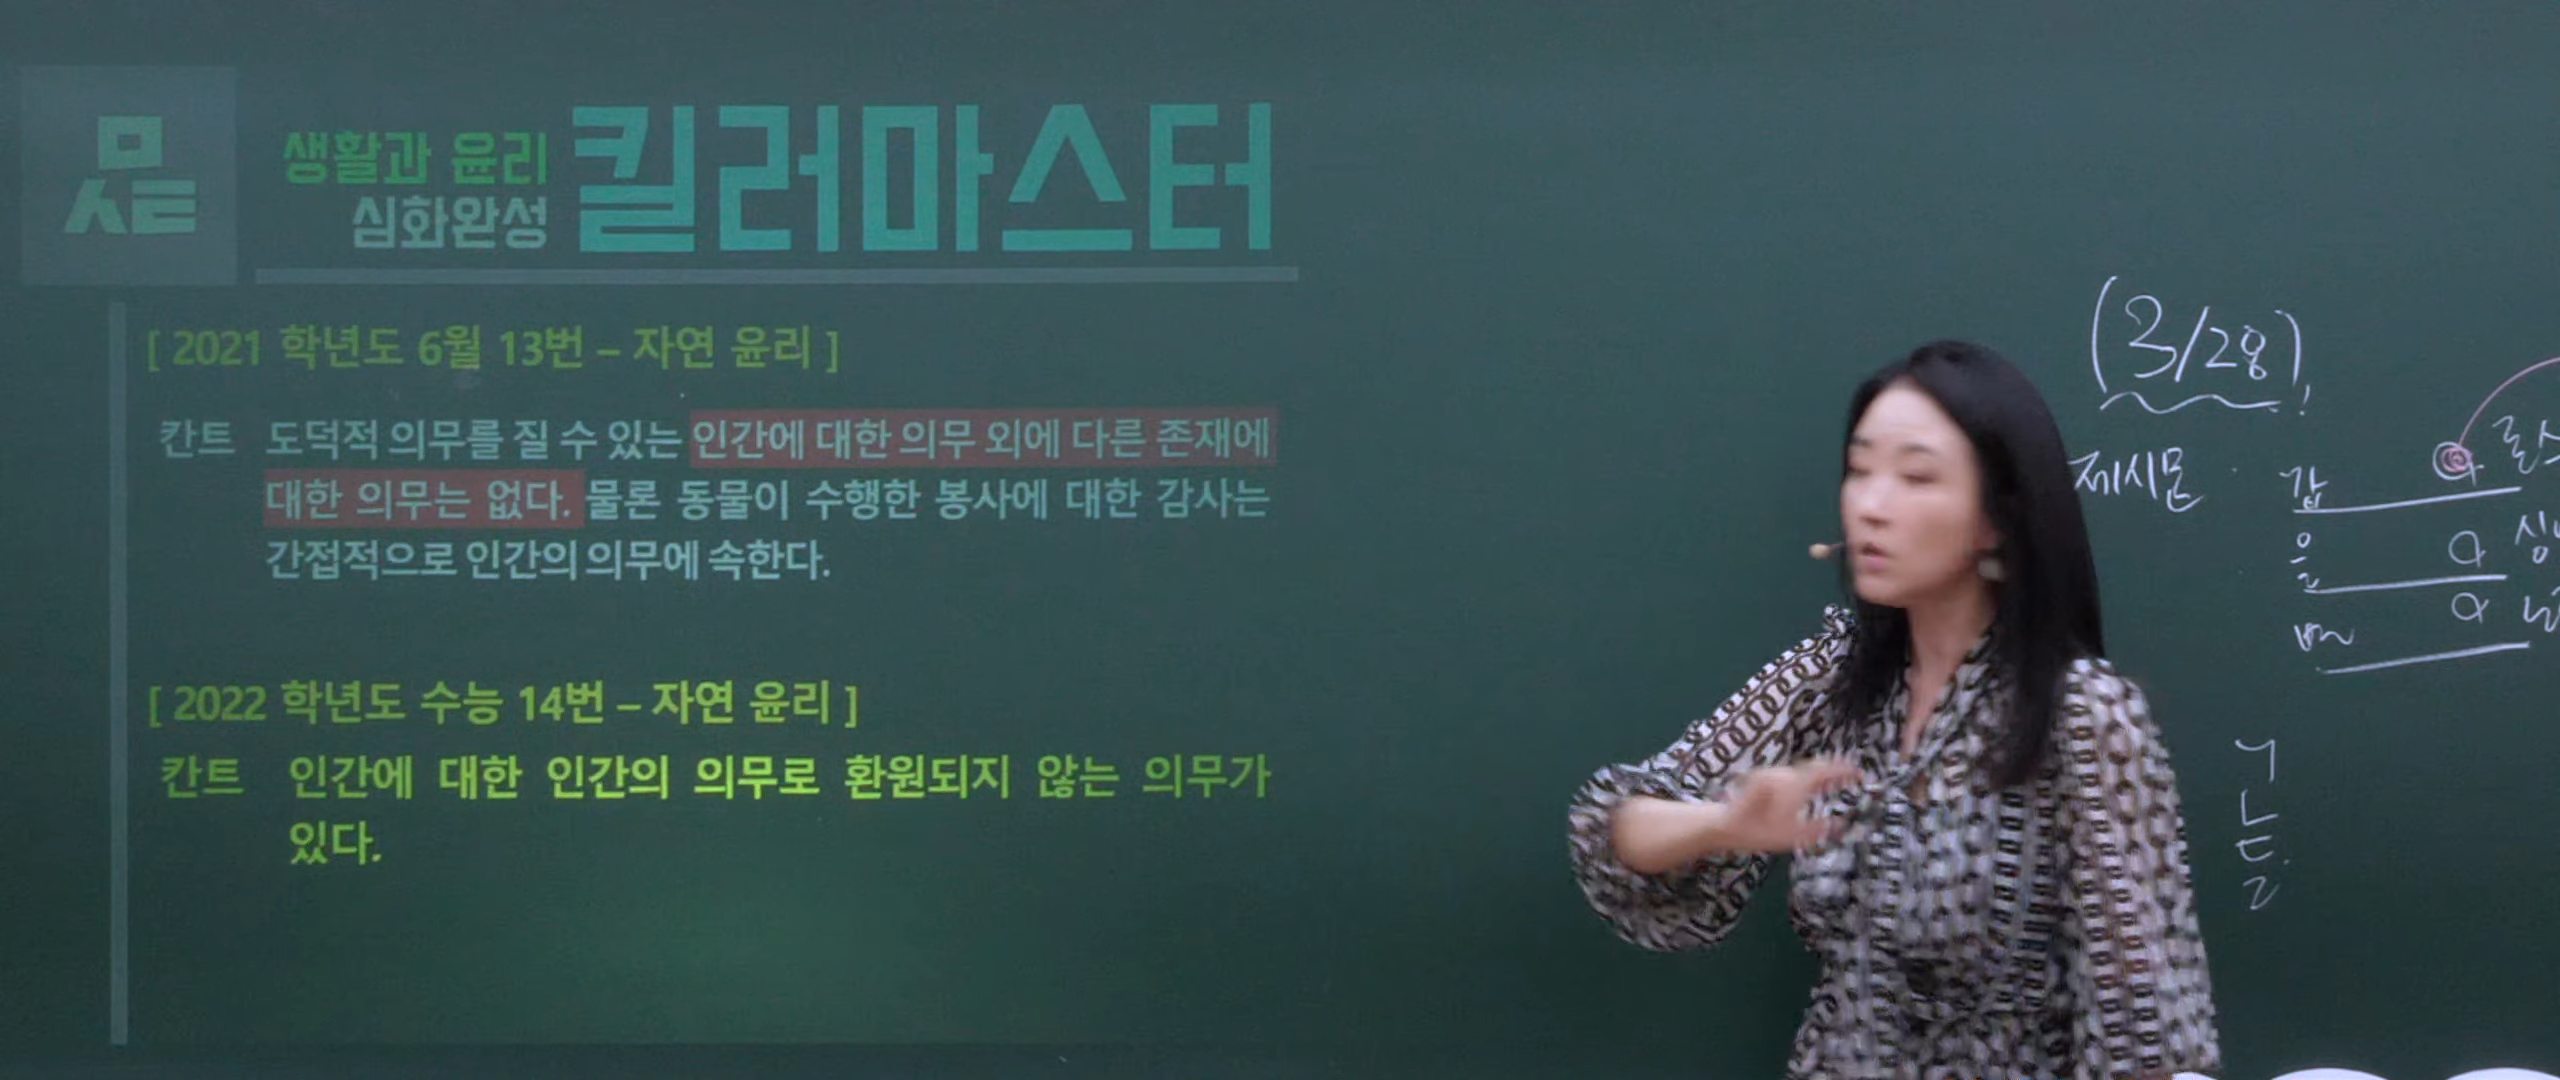 뮻
생활과 윤리
심화완성
킬러마스터
[ 2021 학년도 6월 13번 – 자연 윤리 ]
칸트 도덕적 의무를 질 수 있는 인간에 대한 의무 외에 다른 존재에
대한 의무는 없다. 물론 동물이 수행한 봉사에 대한 감사는
간접적으로 인간의 의무에 속한다.
[ 2022 학년도 수능 14번 – 자연 윤리 ]
칸트 인간에 대한 인간의 의무로 환원되지 않는 의무가
있다.
(3/28)!
제시문
갑
을
병
ㄱ
ㄴ
ㄷ.
ㄹ